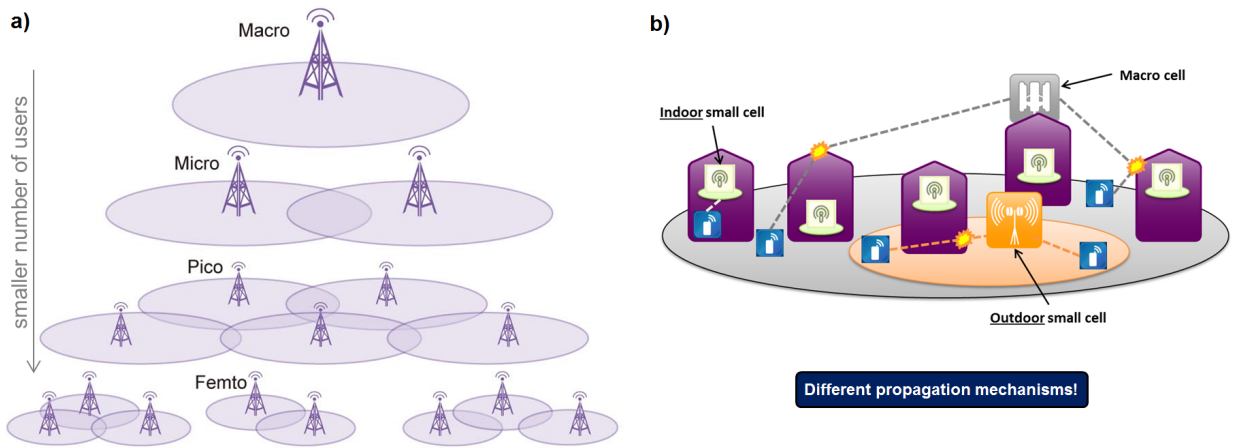 a)
Macro
smaller number of users
Micro
Pico
Femto
b)
Macro cell
Indoor small cell
Outdoor small cell
Different propagation mechanisms!